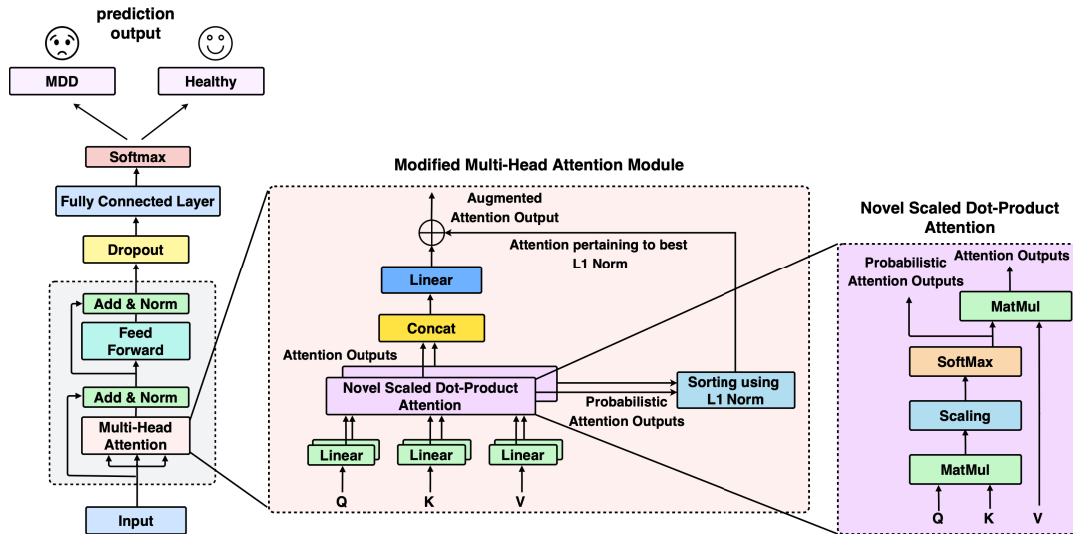 prediction
output
MDD
Healthy
Softmax
Fully Connected Layer
Dropout
Add & Norm
Feed
Forward
Add & Norm
Multi-Head
Attention
Input
Modified Multi-Head Attention Module
Augmented
Attention Output
Attention pertaining to best
L1 Norm
Linear
Concat
Attention Outputs
Novel Scaled Dot-Product
Attention
Sorting using
L1 Norm
Probabilistic
Attention Outputs
Linear
Linear
Linear
Q
K
V
Novel Scaled Dot-Product
Attention
Attention Outputs
Probabilistic
Attention Outputs
MatMul
SoftMax
Scaling
MatMul
Q
K
V